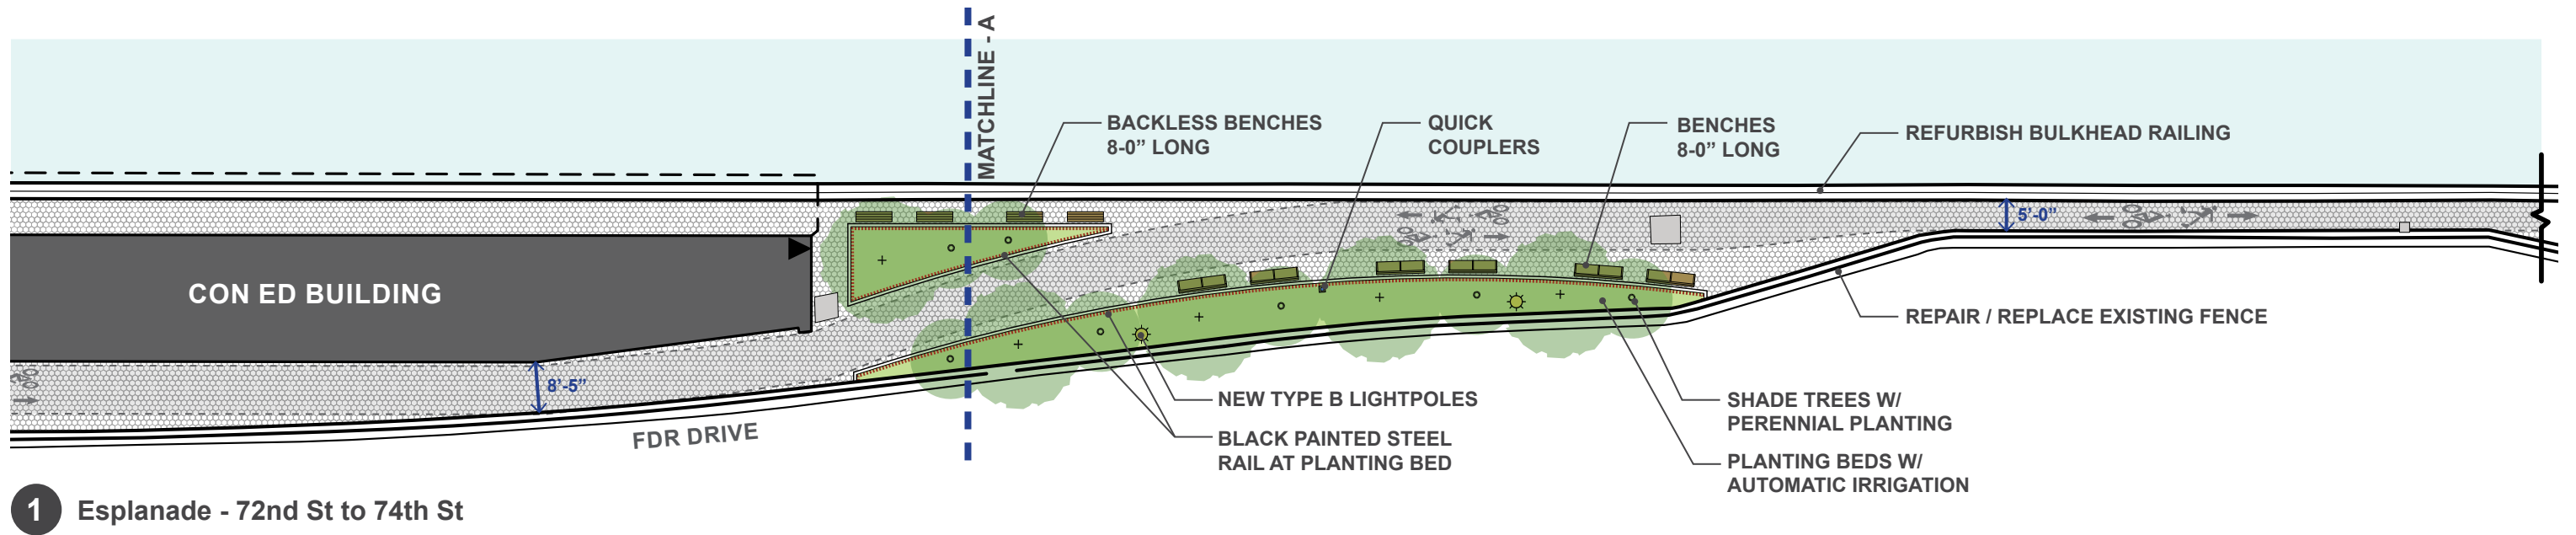 MATCHLINE - A
BACKLESS BENCHES
8-0” LONG
QUICK
COUPLERS
BENCHES
8-0” LONG
REFURBISH BULKHEAD RAILING
5’-0”
CON ED BUILDING
REPAIR / REPLACE EXISTING FENCE
8’-5”
NEW TYPE B LIGHTPOLES
BLACK PAINTED STEEL
RAIL AT PLANTING BED
SHADE TREES W/
PERENNIAL PLANTING
PLANTING BEDS W/
AUTOMATIC IRRIGATION
FDR DRIVE
1 Esplanade - 72nd St to 74th St